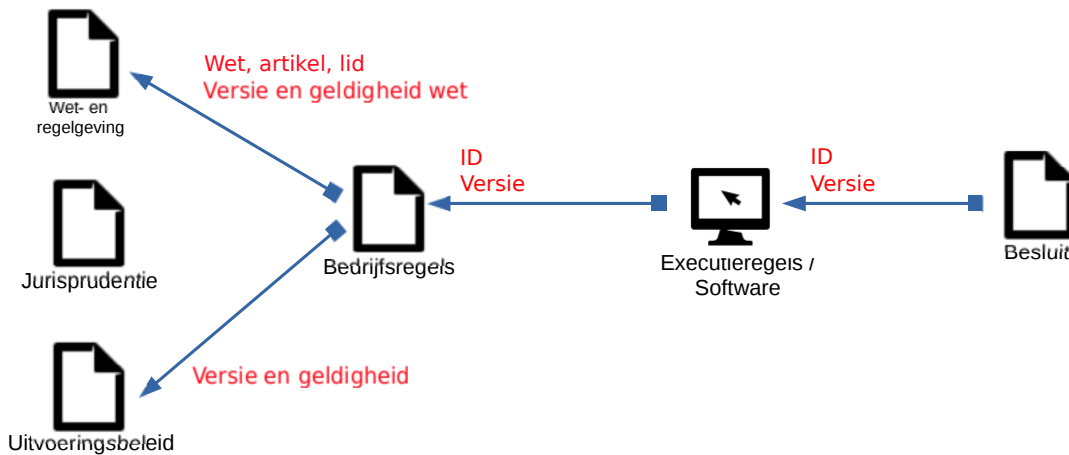 Wet, artikel, lid
Versie en geldigheid wet
Wet- en
regelgeving
ID
Versie
ID
Versie
Jurisprudentie
Bedrijfsregels
Executieregels /
Software
Besluit
Versie en geldigheid
Uitvoeringsbeleid